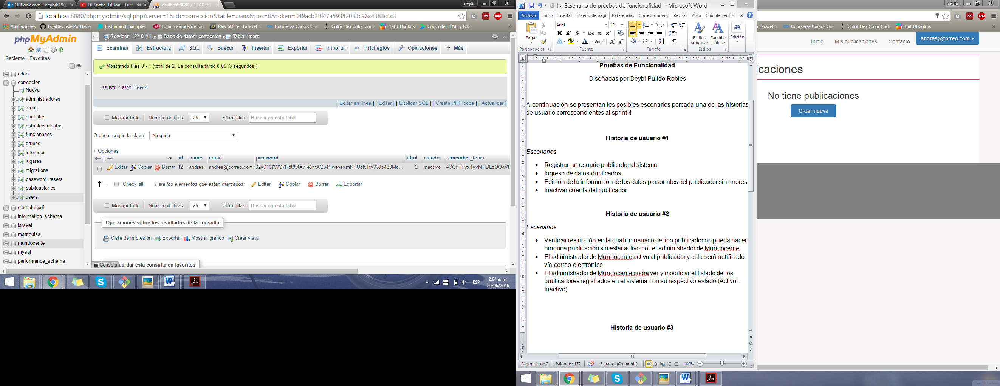 Outlook.com - deybi619@
DJ Snake, Lil Jon - Turn
localhost:8080 / 127.0.0.1
deybi
localhost:8080/phpmyadmin/sql.php?server=1&db=correccion&table=users&pos=0&token=049acb2f847a59382033c96a4383c4c3
Aplicaciones listaDeCosasPorHacer Justinmind Examples Editar campos de form Raw SQL en Laravel 5. Coursera- Cursos Gra Color Hex Color Code Flat UI Colors Curso de HTML y CSS »
phpMyAdmin
Reciente Favoritas
cdcol
correccion
Nueva
administradores
areas
docentes
establecimientos
funcionarios
grupos
intereses
lugares
migrations
password_resets
publicaciones
users
ejemplo_pdf
information_schema
laravel
matriculas
mundocente
mysql
performance_schema
Servidor: 127.0.0.1 » Base de datos: correccion » Tabla: users
Examinar Estructura SQL Buscar Insertar Exportar Importar Privilegios Operaciones Más
Mostrando filas 0 - 1 (total de 2, La consulta tardó 0.0013 segundos.)
SELECT * FROM `users`
[ Editar en línea ] [ Editar ] [ Explicar SQL ] [ Create PHP code ] [ Actualizar ]
Mostrar todo Número de filas: 25 Filtrar filas: Buscar en esta tabla
Ordenar según la clave: Ninguna
+ Opciones
←T→ id name email password idrol estado remember_token
Editar Copiar Borrar 12 andres andres@correo.com $2y$10$WQ7Hdt89tX7.e5mAQwPIwevsxmRPUcKTtv33Jo439Mc... 2 inactivo A9GxTFyxTyvMHDLoOOaVF
Check all Para los elementos que están marcados: Editar Copiar Borrar Exportar
Mostrar todo Número de filas: 25 Filtrar filas: Buscar en esta tabla
Operaciones sobre los resultados de la consulta
Vista de impresión Exportar Mostrar gráfico Crear vista
Consola
uardar esta consulta en favoritos
ESP
2:04 a. m.
29/06/2016
Ecsenario de pruebas de funcionalidad - Microsoft Word
Archivo Inicio Insertar Diseño de págir Referencias Correspondenc Revisar Vista Complementos
Pegar
Arial 12
N K S abc x₂ x²
A ab A Aa A A
Estilos rápidos
Cambiar estilos
Edición
Portapapeles Fuente Párrafo Estilos
Pruebas de Funcionalidad
Diseñadas por Deybi Pulido Robles
A continuación se presentan los posibles escenarios porcada una de las historias
de usuario correspondientes al sprint 4
Historia de usuario #1
Escenarios
• Registrar un usuario publicador al sistema
• Ingreso de datos duplicados
• Edición de la información de los datos personales del publicador sin errores
• Inactivar cuenta del publicador
Historia de usuario #2
Escenarios
• Verificar restricción en la cual un usuario de tipo publicador no pueda hacer
ninguna publicación sin estar activo por el administrador de Mundocente
• El administrador de Mundocente activa al publicador y este será notificado
vía correo electrónico
• El administrador de Mundocente podra ver y modificar el listado de los
publicadores registrados en el sistema con su respectivo estado (Activo-
Inactivo)
Historia de usuario #3
Página: 1 de 2 Palabras: 172 Español (Colombia) 100%
deybi
ABP
n Laravel 5. Coursera- Cursos Grat Color Hex Color Code Flat UI Colors »
Inicio Mis publicaciones Contacto andres@correo.com
icaciones
No tiene publicaciones
Crear nueva